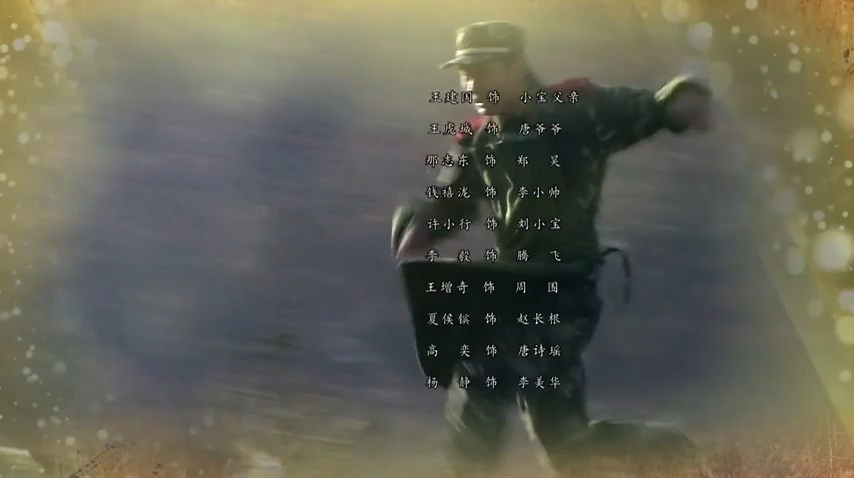 王建国 饰 小宝父亲
王虎城 饰 唐爷爷
那志东 饰 郑昊
钱禧泷 饰 李小帅
许小行 饰 刘小宝
李毅 饰 腾飞
王增奇 饰 周围
夏侯镔 饰 赵长根
高奕 饰 唐诗瑶
杨静 饰 李美华